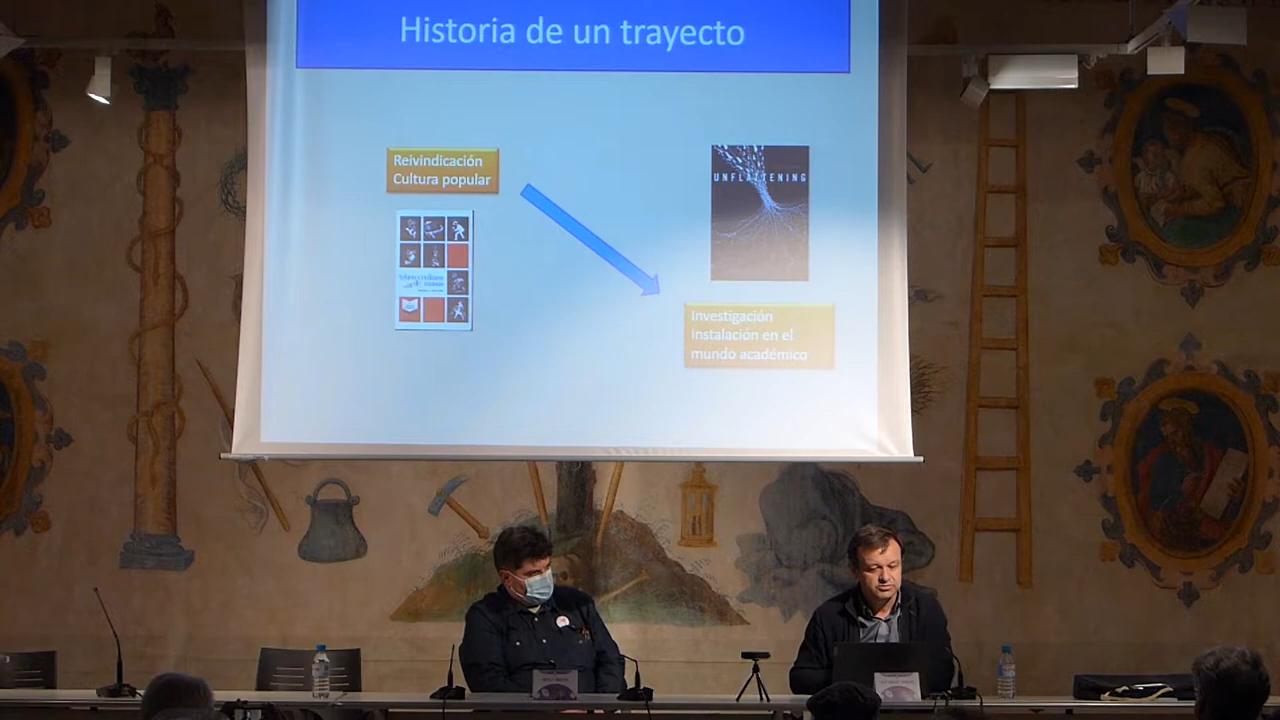 Historia de un trayecto
Reivindicación
Cultura popular
UNFLATTENING
Investigación
Instalación en el
mundo académico